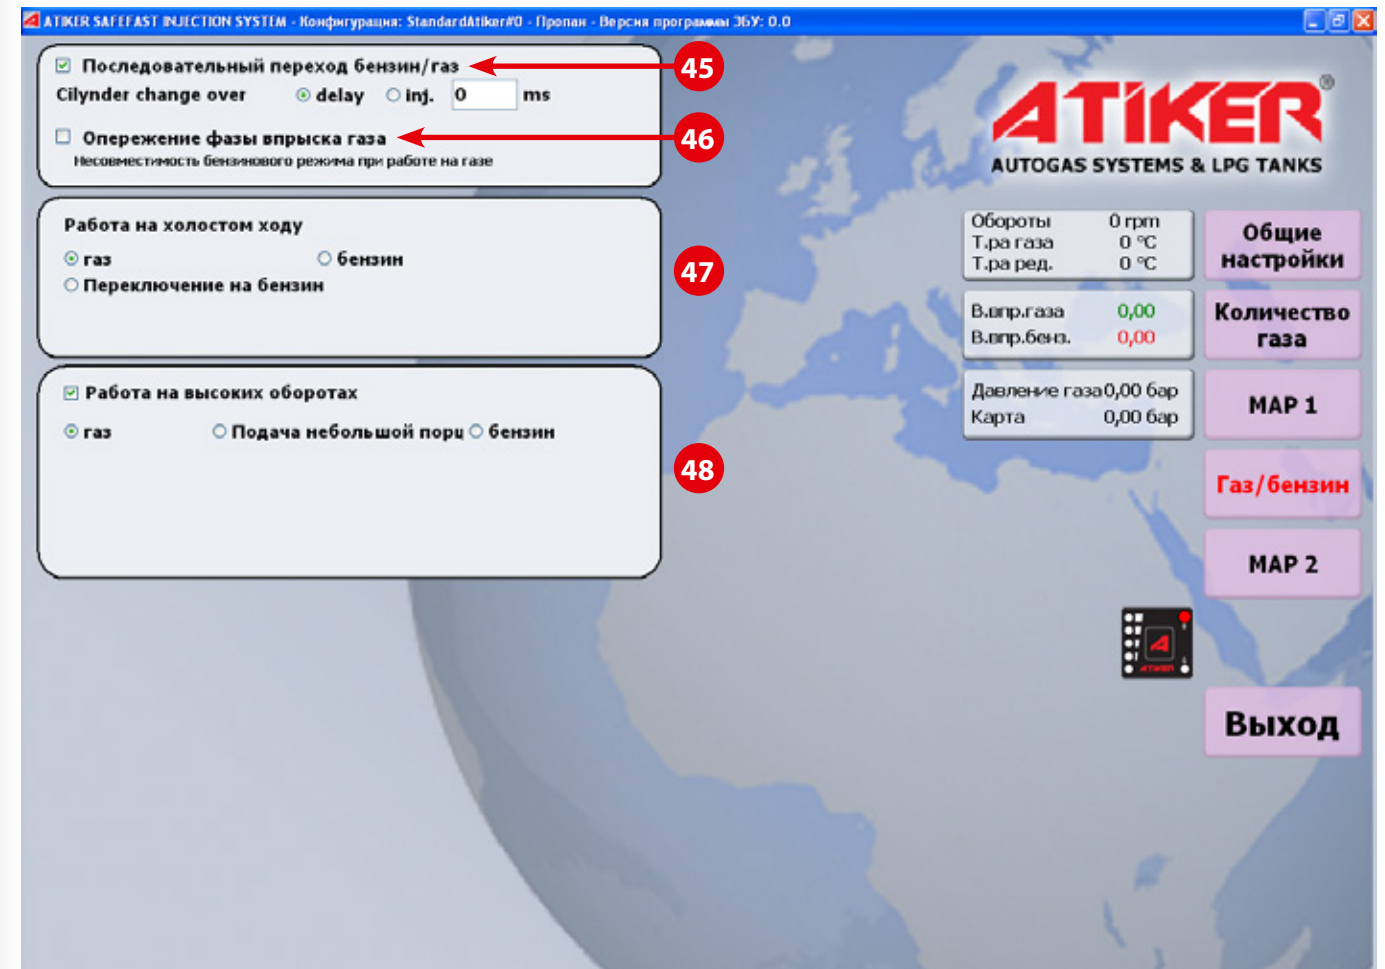 ATIKER SAFEFAST INJECTION SYSTEM - Конфигурация: StandardAtiker#0 - Пропан - Версия программы ЭБУ: 0.0
Последовательный переход бензин/газ
45
Cilynder change over delay inj. 0 ms
Опережение фазы впрыска газа
46
Несовместимость бензинового режима при работе на газе
ATIKER®
AUTOGAS SYSTEMS & LPG TANKS
Работа на холостом ходу
газ бензин
Переключение на бензин
47
Обороты 0 rpm
Т.ра газа 0 °C
Т.ра ред. 0 °C
Общие
настройки
В.впр.газа 0,00
В.впр.бенз. 0,00
Количество
газа
Работа на высоких оборотах
газ Подача небольшой порц бензин
48
Давление газа0,00 бар
Карта 0,00 бар
MAP 1
Газ/бензин
MAP 2
ATIKER
Выход